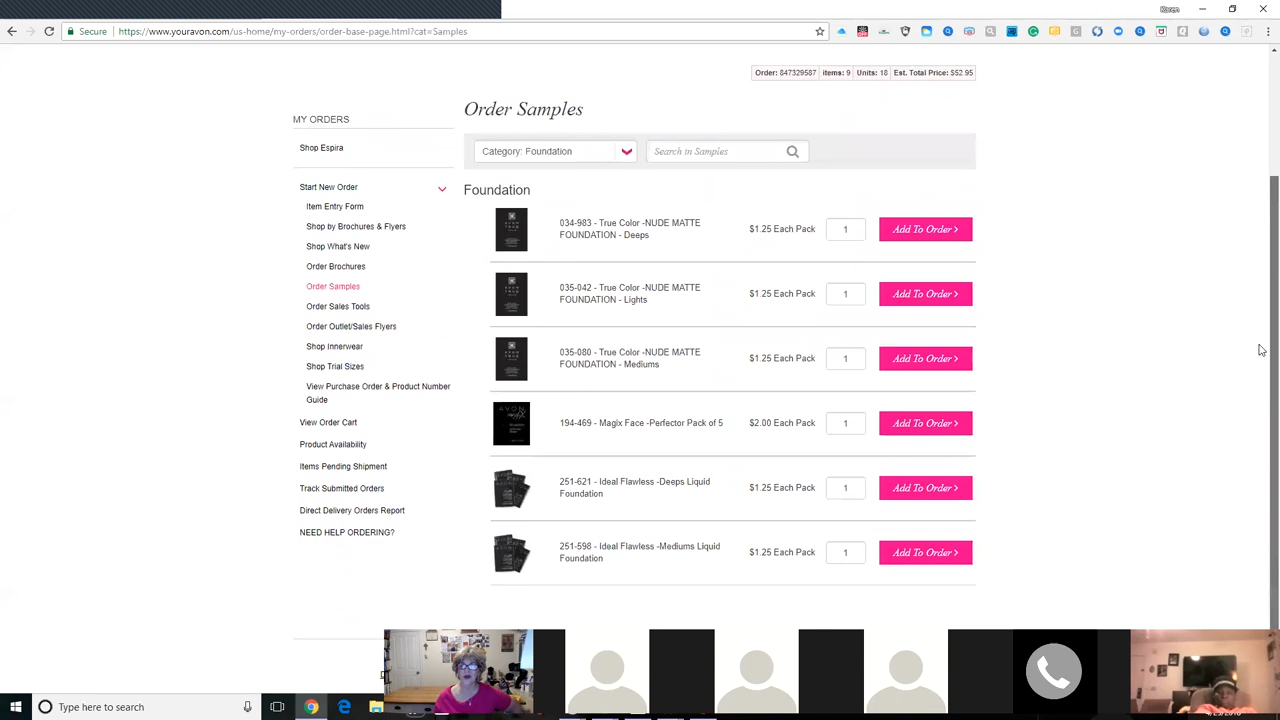 Karen
Secure
https://www.youravon.com/us-home/my-orders/order-base-page.html?cat=Samples
Order: 847329587 items: 9 Units: 18 Est. Total Price: $52.95
MY ORDERS
Shop Espira
Start New Order
Item Entry Form
Shop by Brochures & Flyers
Shop What's New
Order Brochures
Order Samples
Order Sales Tools
Order Outlet/Sales Flyers
Shop Innerwear
Shop Trial Sizes
View Purchase Order & Product Number
Guide
View Order Cart
Product Availability
Items Pending Shipment
Track Submitted Orders
Direct Delivery Orders Report
NEED HELP ORDERING?
Order Samples
Category: Foundation
Search in Samples
Foundation
034-983 - True Color -NUDE MATTE
FOUNDATION - Deeps
$1.25 Each Pack
1
Add To Order >
035-042 - True Color -NUDE MATTE
FOUNDATION - Lights
$1.25 Each Pack
1
Add To Order >
035-080 - True Color -NUDE MATTE
FOUNDATION - Mediums
$1.25 Each Pack
1
Add To Order >
194-469 - Magix Face -Perfector Pack of 5
$2.00 Each Pack
1
Add To Order >
251-621 - Ideal Flawless -Deeps Liquid
Foundation
$1.25 Each Pack
1
Add To Order >
251-598 - Ideal Flawless -Mediums Liquid
Foundation
$1.25 Each Pack
1
Add To Order >
Type here to search